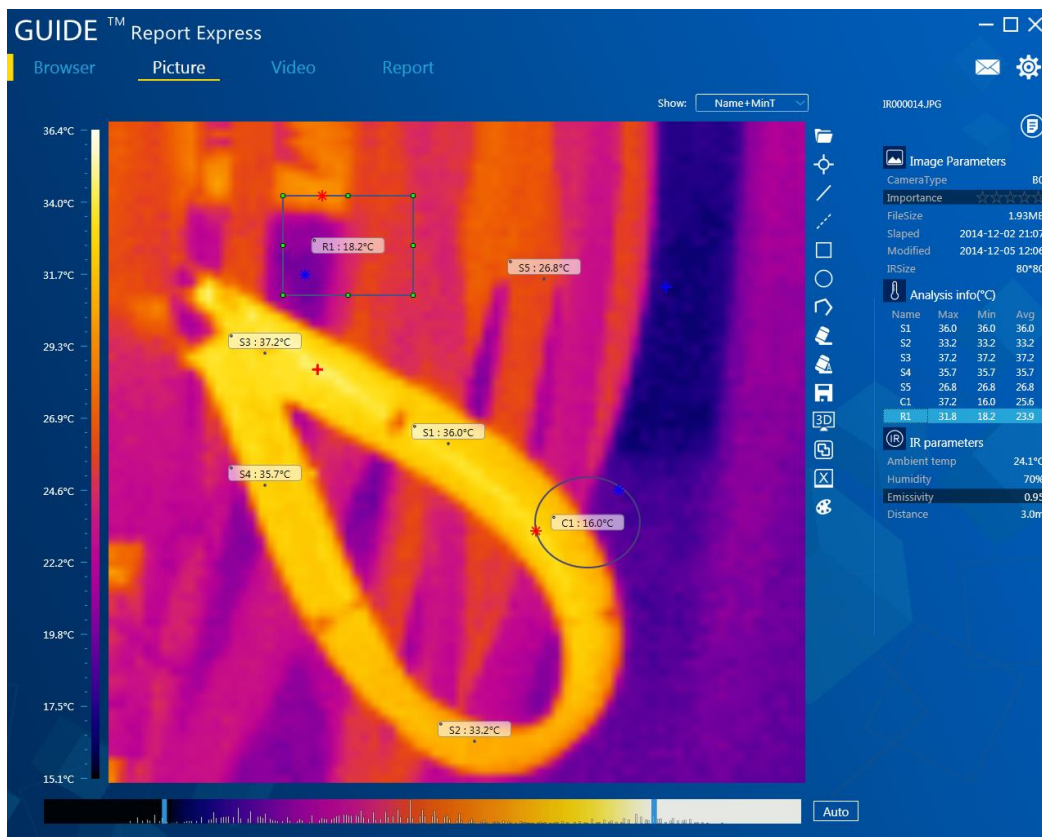 GUIDE ™ Report Express
Browser Picture Video Report
Show: Name+MinT
IR000014.JPG
36.4℃
34.0℃
31.7℃
29.3℃
26.9℃
24.6℃
22.2℃
19.8℃
17.5℃
15.1℃
R1 : 18.2℃
S5 : 26.8℃
S3 : 37.2℃
S1 : 36.0℃
S4 : 35.7℃
C1 : 16.0℃
S2 : 33.2℃
3D
X
A
Image Parameters
CameraType B0
Importance
FileSize 1.93MB
Slaped 2014-12-02 21:07
Modified 2014-12-05 12:06
IRSize 80*80
Analysis info(℃)
Name Max Min Avg
S1 36.0 36.0 36.0
S2 33.2 33.2 33.2
S3 37.2 37.2 37.2
S4 35.7 35.7 35.7
S5 26.8 26.8 26.8
C1 37.2 16.0 25.6
R1 31.8 18.2 23.9
IR IR parameters
Ambient temp 24.1℃
Humidity 70%
Emissivity 0.95
Distance 3.0m
Auto